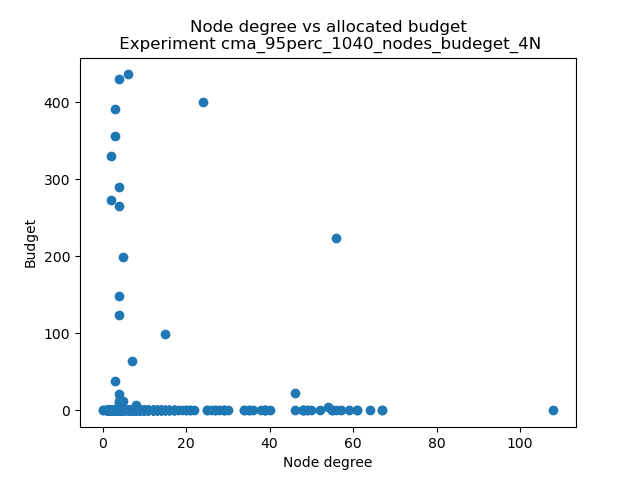 Node degree vs allocated budget
Experiment cma_95perc_1040_nodes_budeget_4N
400
300
200
100
0
Budget
0 20 40 60 80 100
Node degree